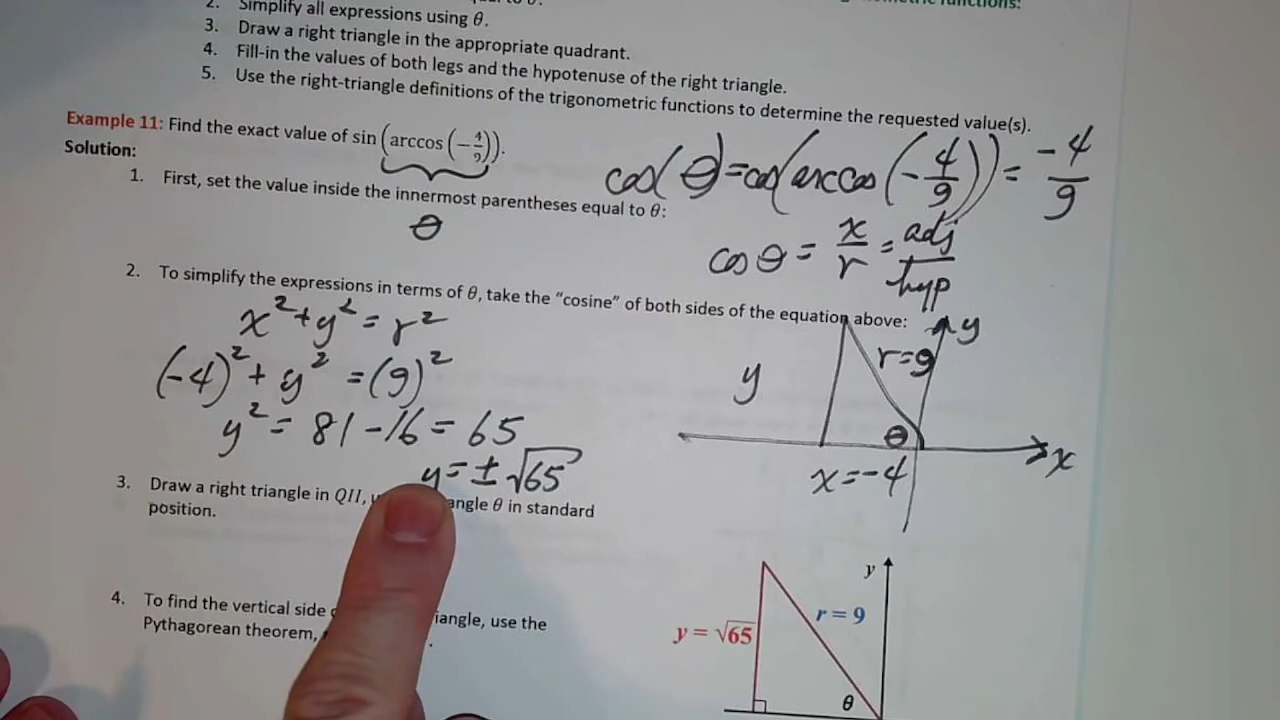 2. Simplify all expressions using θ.
3. Draw a right triangle in the appropriate quadrant.
4. Fill-in the values of both legs and the hypotenuse of the right triangle.
5. Use the right-triangle definitions of the trigonometric functions to determine the requested value(s).
Example 11: Find the exact value of sin(arccos(-4/9)).
Solution:
cos(θ)=cos(arccos(-4/9))= -4/9
1. First, set the value inside the innermost parentheses equal to θ:
θ
cos θ = x/r = adj/hyp
2. To simplify the expressions in terms of θ, take the "cosine" of both sides of the equation above:
x²+y²=r²
(-4)²+y²=(9)²
y²=81-16=65
y=±√65
y
r=9
y
θ
x=-4
x
3. Draw a right triangle in QII, angle θ in standard
position.
4. To find the vertical side iangle, use the
Pythagorean theorem, .
y
r = 9
y = √65
θ